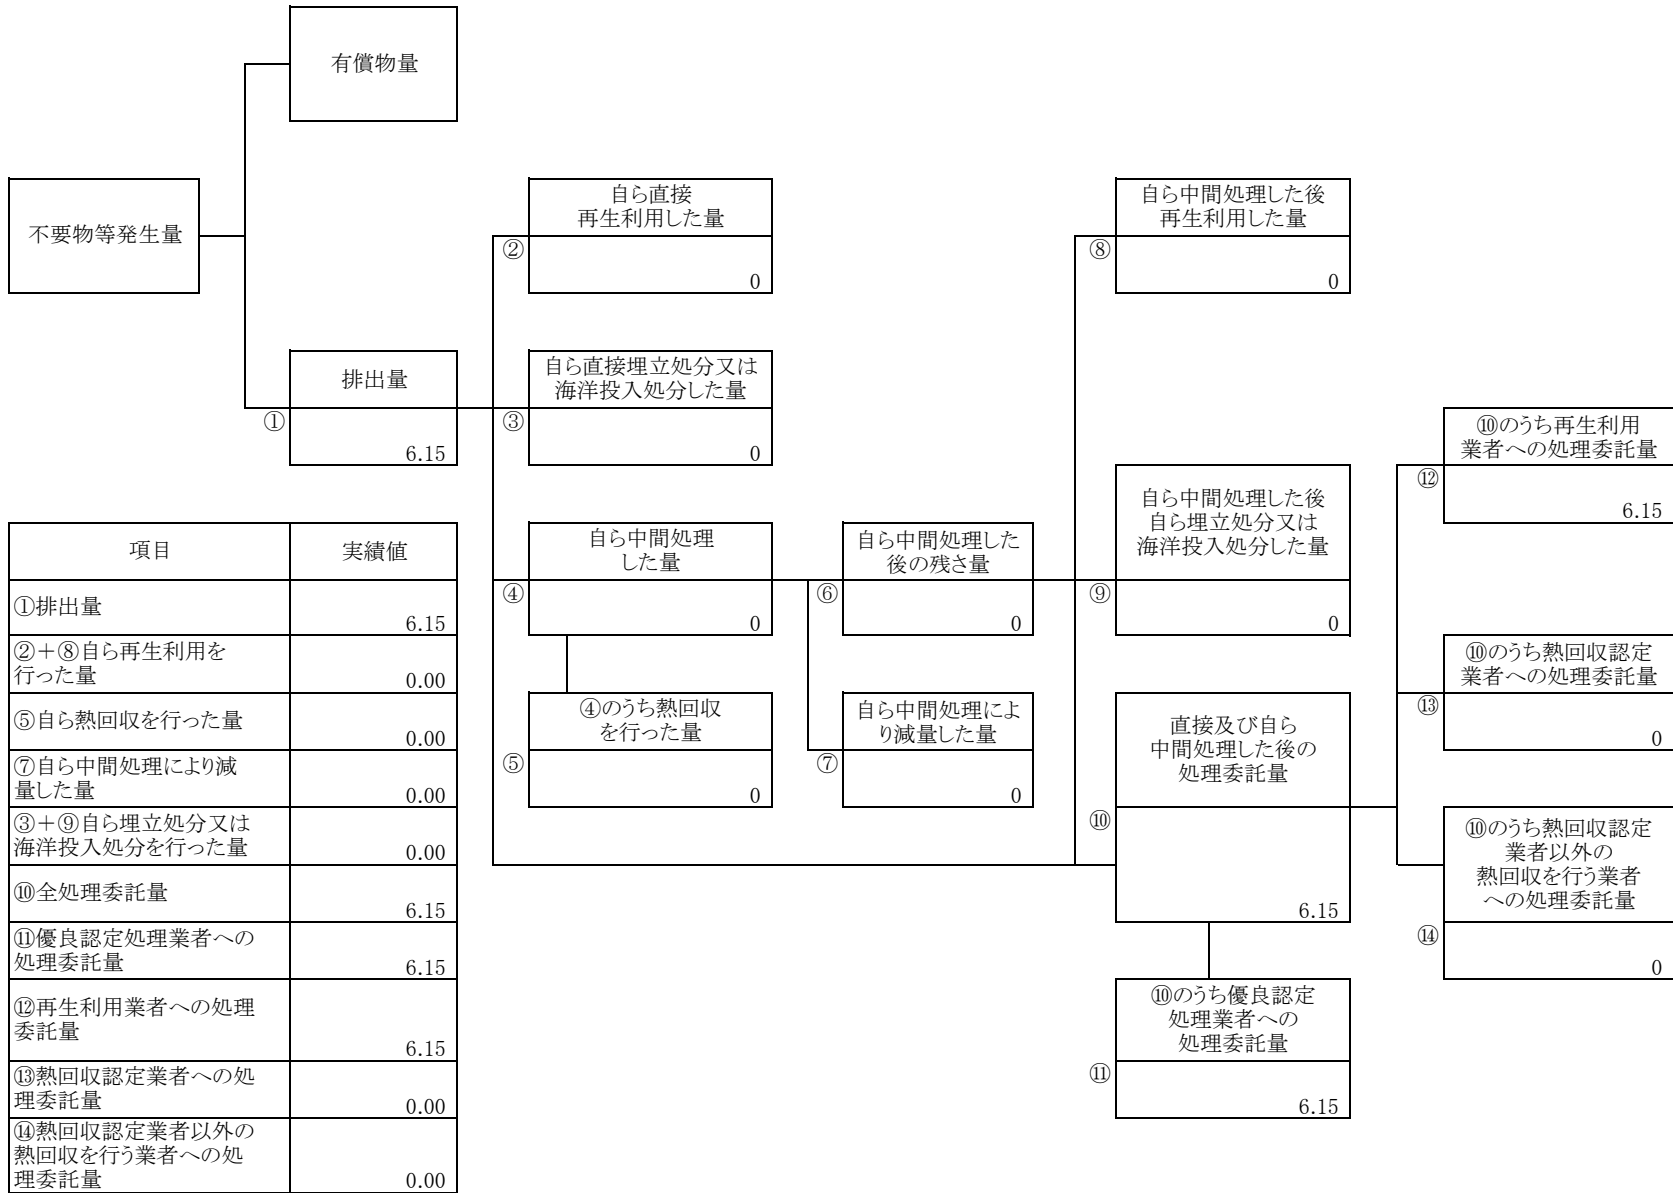 有償物量
不要物等発生量
自ら直接
再生利用した量
②
0
自ら中間処理した後
再生利用した量
⑧
0
排出量
①
6.15
自ら直接埋立処分又は
海洋投入処分した量
③
0
⑩のうち再生利用
業者への処理委託量
⑫
6.15
自ら中間処理した後
自ら埋立処分又は
海洋投入処分した量
⑨
0
自ら中間処理
した量
④
0
自ら中間処理した
後の残さ量
⑥
0
⑩のうち熱回収認定
業者への処理委託量
⑬
0
④のうち熱回収
を行った量
⑤
0
自ら中間処理によ
り減量した量
⑦
0
直接及び自ら
中間処理した後の
処理委託量
⑩
6.15
⑩のうち熱回収認定
業者以外の
熱回収を行う業者
への処理委託量
⑭
0
⑩のうち優良認定
処理業者への
処理委託量
⑪
6.15
項目 実績値
①排出量 6.15
②＋⑧自ら再生利用を
行った量 0.00
⑤自ら熱回収を行った量 0.00
⑦自ら中間処理により減
量した量 0.00
③＋⑨自ら埋立処分又は
海洋投入処分を行った量 0.00
⑩全処理委託量 6.15
⑪優良認定処理業者への
処理委託量 6.15
⑫再生利用業者への処理
委託量 6.15
⑬熱回収認定業者への処
理委託量 0.00
⑭熱回収認定業者以外の
熱回収を行う業者への処
理委託量 0.00